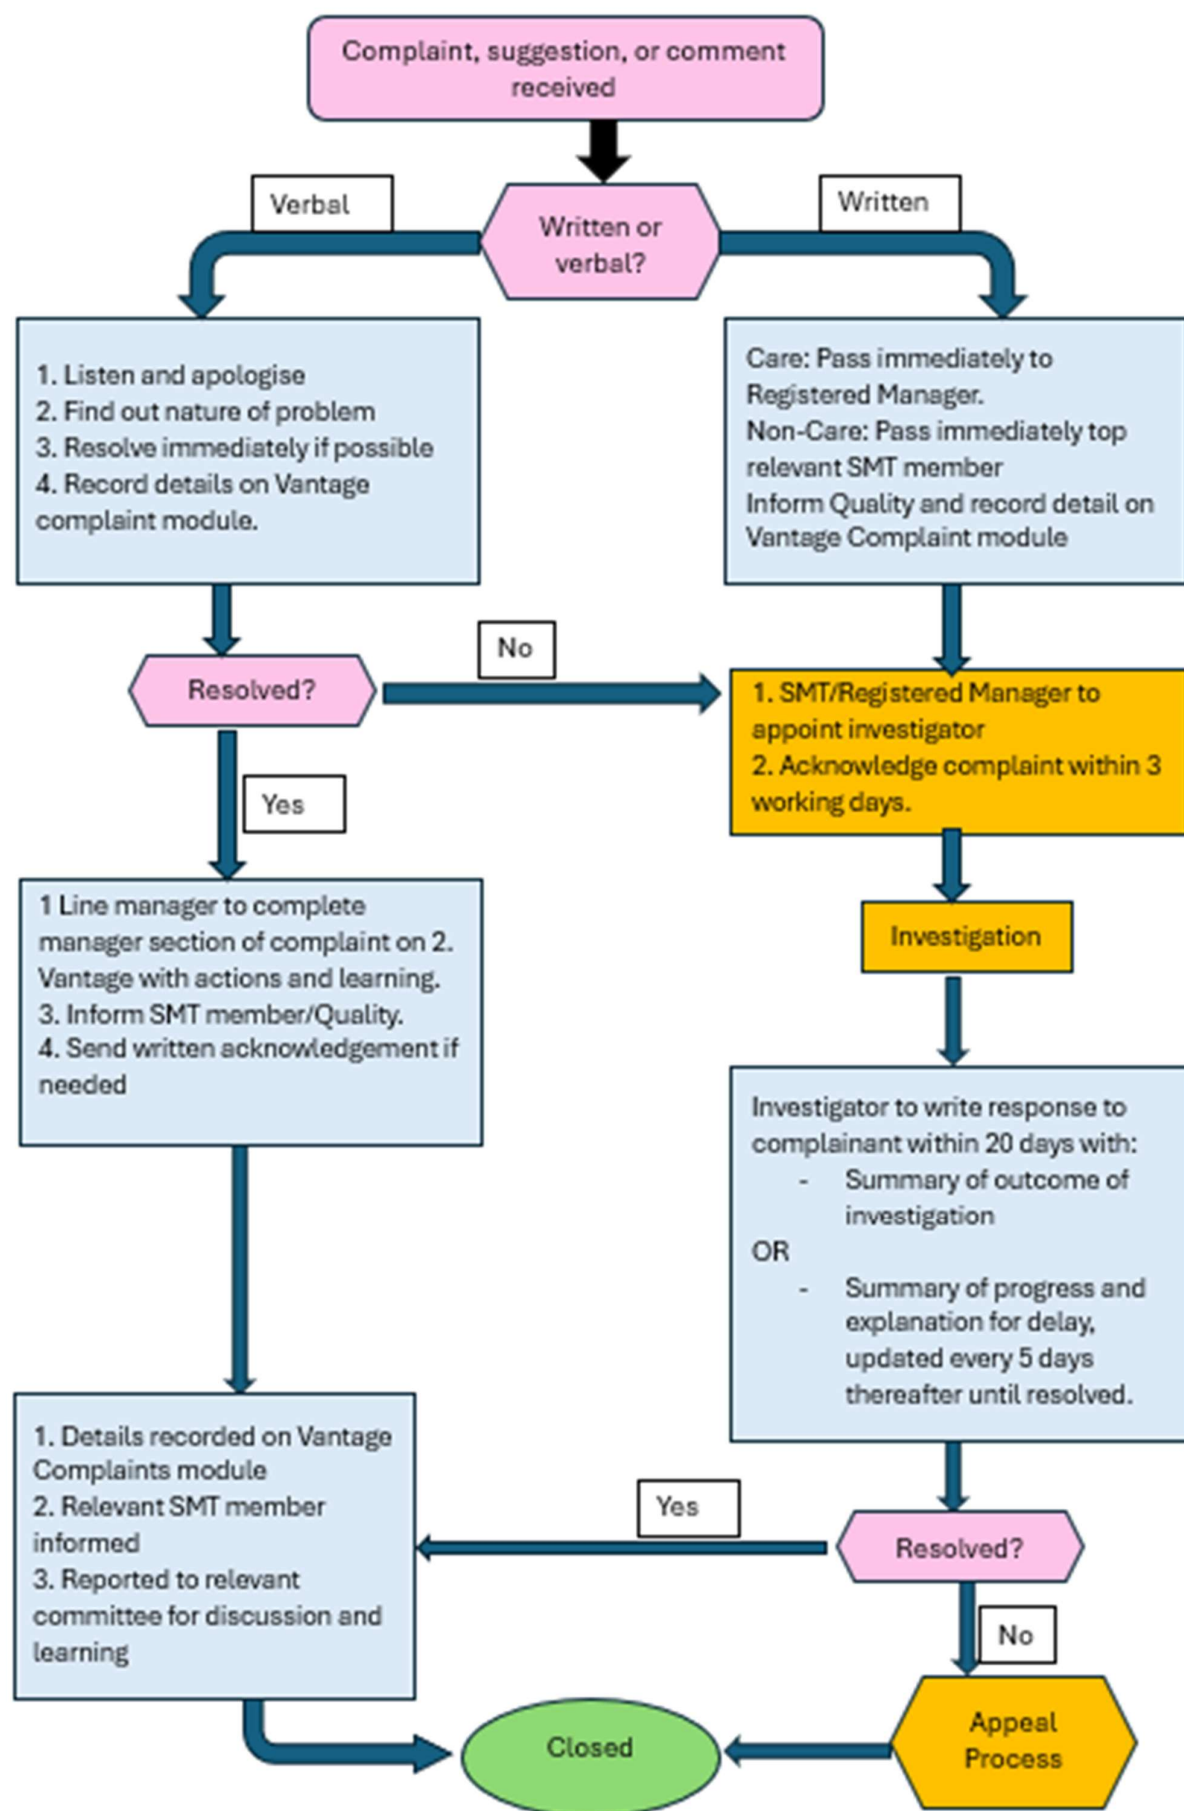 Complaint, suggestion, or comment
received
Verbal
Written
Written or
verbal?
1. Listen and apologise
2. Find out nature of problem
3. Resolve immediately if possible
4. Record details on Vantage
complaint module.
Care: Pass immediately to
Registered Manager.
Non-Care: Pass immediately top
relevant SMT member
Inform Quality and record detail on
Vantage Complaint module
No
Resolved?
1. SMT/Registered Manager to
appoint investigator
2. Acknowledge complaint within 3
working days.
Yes
1 Line manager to complete
manager section of complaint on 2.
Vantage with actions and learning.
3. Inform SMT member/Quality.
4. Send written acknowledgement if
needed
Investigation
Investigator to write response to
complainant within 20 days with:
- Summary of outcome of
investigation
OR
- Summary of progress and
explanation for delay,
updated every 5 days
thereafter until resolved.
1. Details recorded on Vantage
Complaints module
2. Relevant SMT member
informed
3. Reported to relevant
committee for discussion and
learning
Yes
Resolved?
No
Appeal
Process
Closed